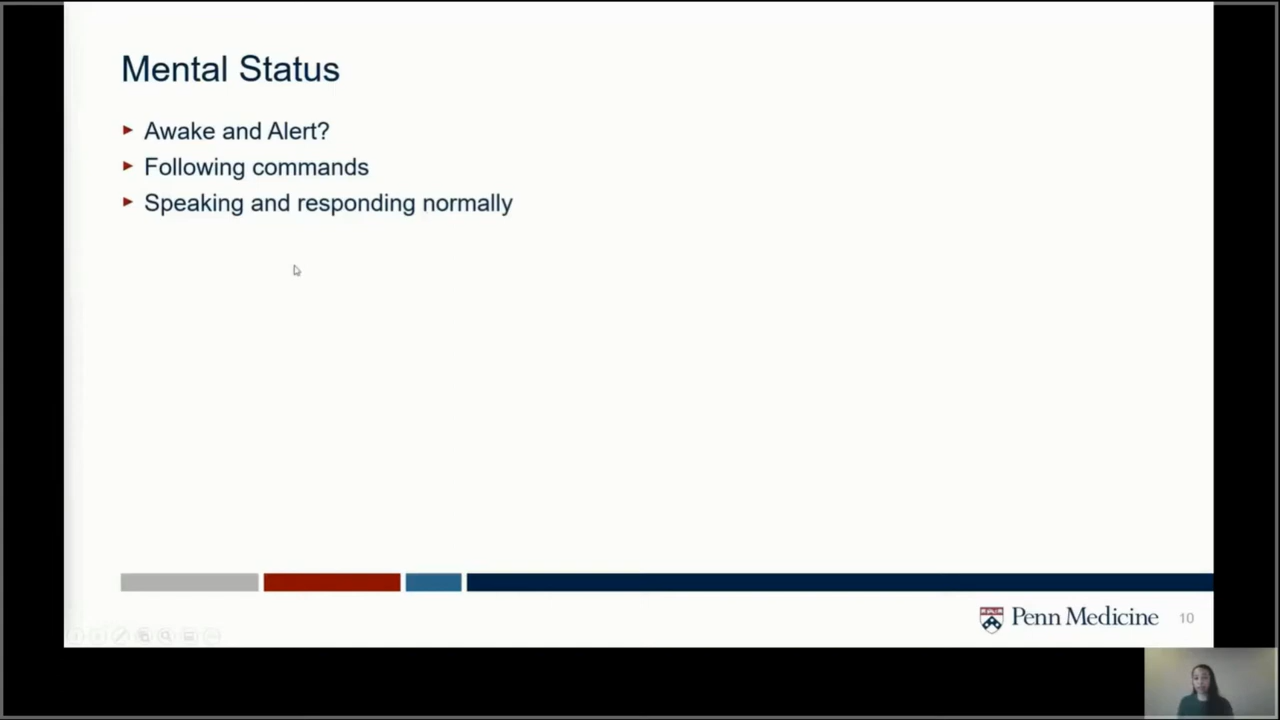 Mental Status
Awake and Alert?
Following commands
Speaking and responding normally
Penn Medicine
10